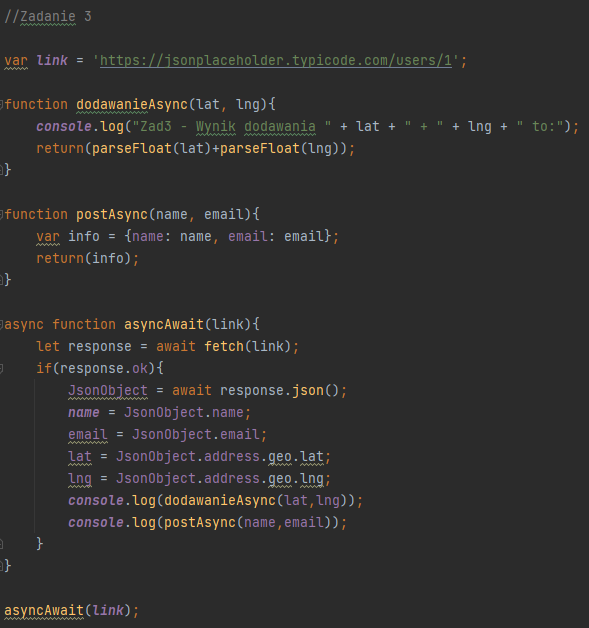 //Zadanie 3
var link = 'https://jsonplaceholder.typicode.com/users/1';
function dodawanieAsync(lat, lng){
console.log("Zad3 - Wynik dodawania " + lat + " + " + lng + " to:");
return(parseFloat(lat)+parseFloat(lng));
}
function postAsync(name, email){
var info = {name: name, email: email};
return(info);
}
async function asyncAwait(link){
let response = await fetch(link);
if(response.ok){
JsonObject = await response.json();
name = JsonObject.name;
email = JsonObject.email;
lat = JsonObject.address.geo.lat;
lng = JsonObject.address.geo.lng;
console.log(dodawanieAsync(lat,lng));
console.log(postAsync(name,email));
}
}
asyncAwait(link);